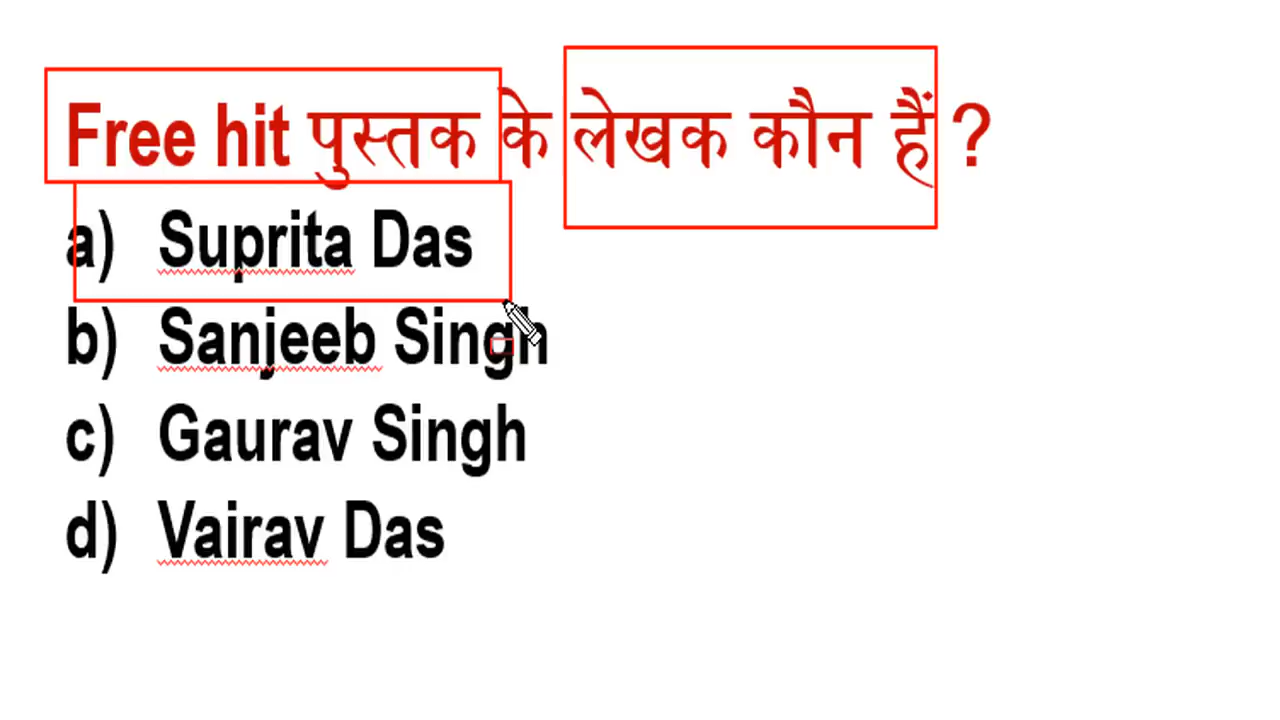 Free hit पुस्तक के लेखक कौन हैं ?
a) Suprita Das
b) Sanjeeb Singh
c) Gaurav Singh
d) Vairav Das